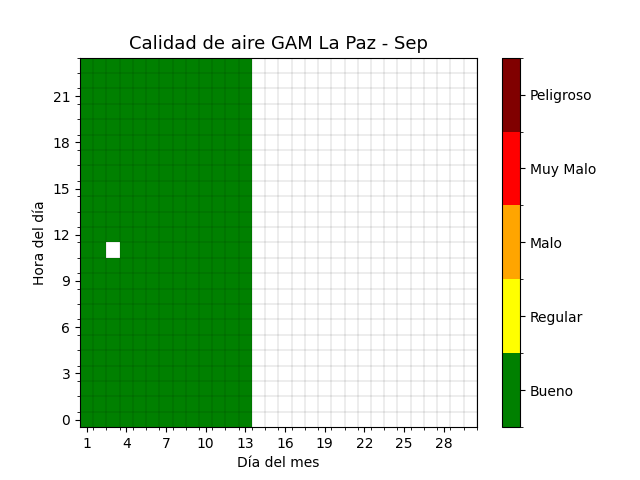 Calidad de aire GAM La Paz - Sep
Peligroso
Muy Malo
Malo
Regular
Bueno
Hora del día
21
18
15
12
9
6
3
0
1 4 7 10 13 16 19 22 25 28
Día del mes